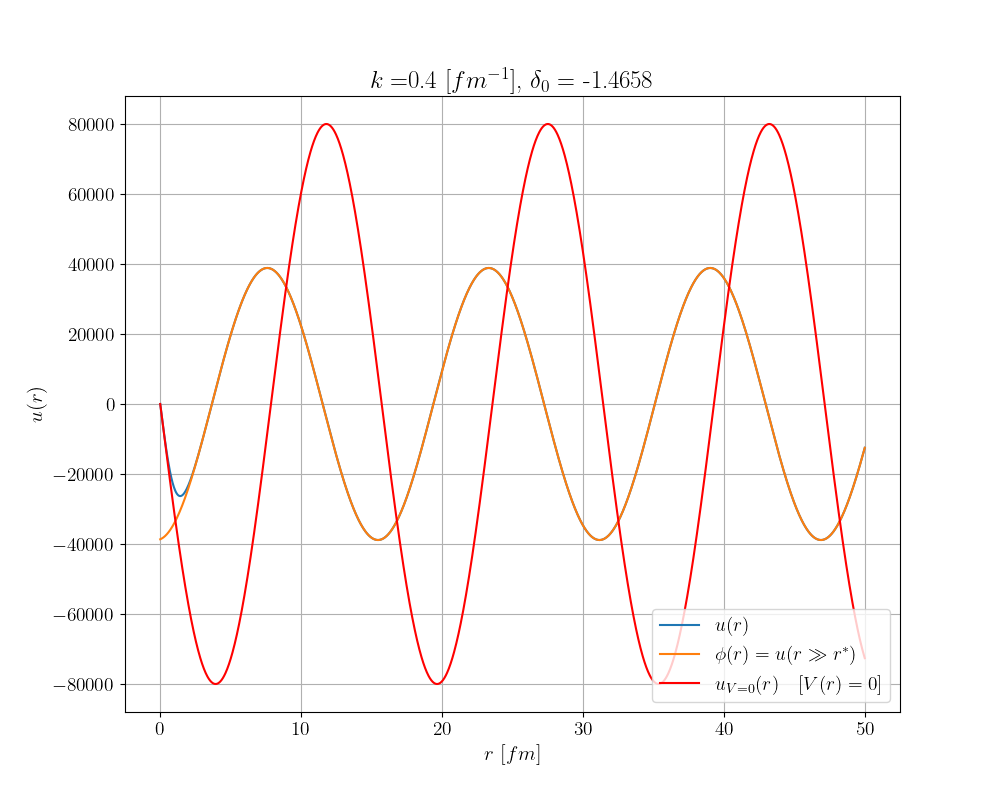 k =0.4 [fm⁻¹], δ₀ = -1.4658
80000
60000
40000
20000
0
−20000
−40000
−60000
−80000
u(r)
0 10 20 30 40 50
r [fm]
u(r)
ϕ(r) = u(r ≫ r*)
u_{V=0}(r) [V(r) = 0]